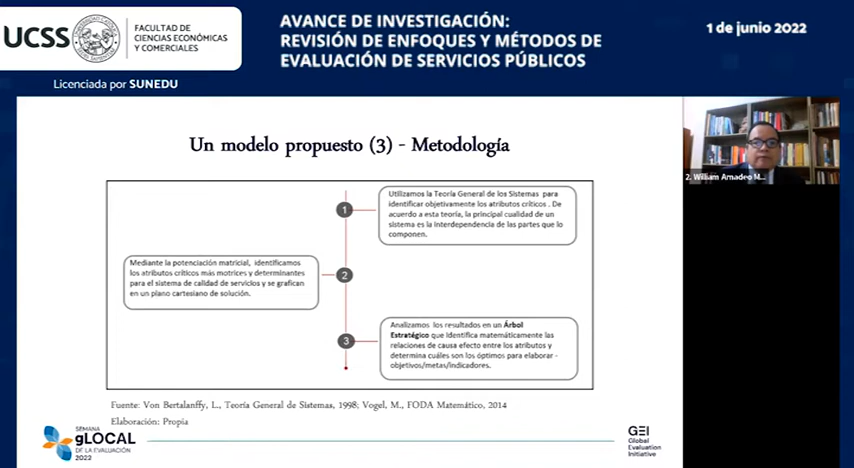 UCSS
FACULTAD DE
CIENCIAS ECONÓMICAS
Y COMERCIALES
Licenciada por SUNEDU
AVANCE DE INVESTIGACIÓN:
REVISIÓN DE ENFOQUES Y MÉTODOS DE
EVALUACIÓN DE SERVICIOS PÚBLICOS
1 de junio 2022
Un modelo propuesto (3) - Metodología
1
Utilizamos la Teoría General de los Sistemas para
identificar objetivamente los atributos críticos . De
acuerdo a esta teoría, la principal cualidad de un
sistema es la interdependencia de las partes que lo
componen.
Mediante la potenciación matricial, identificamos
los atributos críticos más motrices y determinantes
para el sistema de calidad de servicios y se grafican
en un plano cartesiano de solución.
2
3
Analizamos los resultados en un Árbol
Estratégico que identifica matemáticamente las
relaciones de causa efecto entre los atributos y
determina cuáles son los óptimos para elaborar -
objetivos/metas/indicadores.
Fuente: Von Bertalanffy, L., Teoría General de Sistemas, 1998; Vogel, M., FODA Matemático, 2014
Elaboración: Propia
2. William Amadeo M...
SEMANA
gLOCAL
DE LA EVALUACIÓN
2022
GEI
Global
Evaluation
Initiative